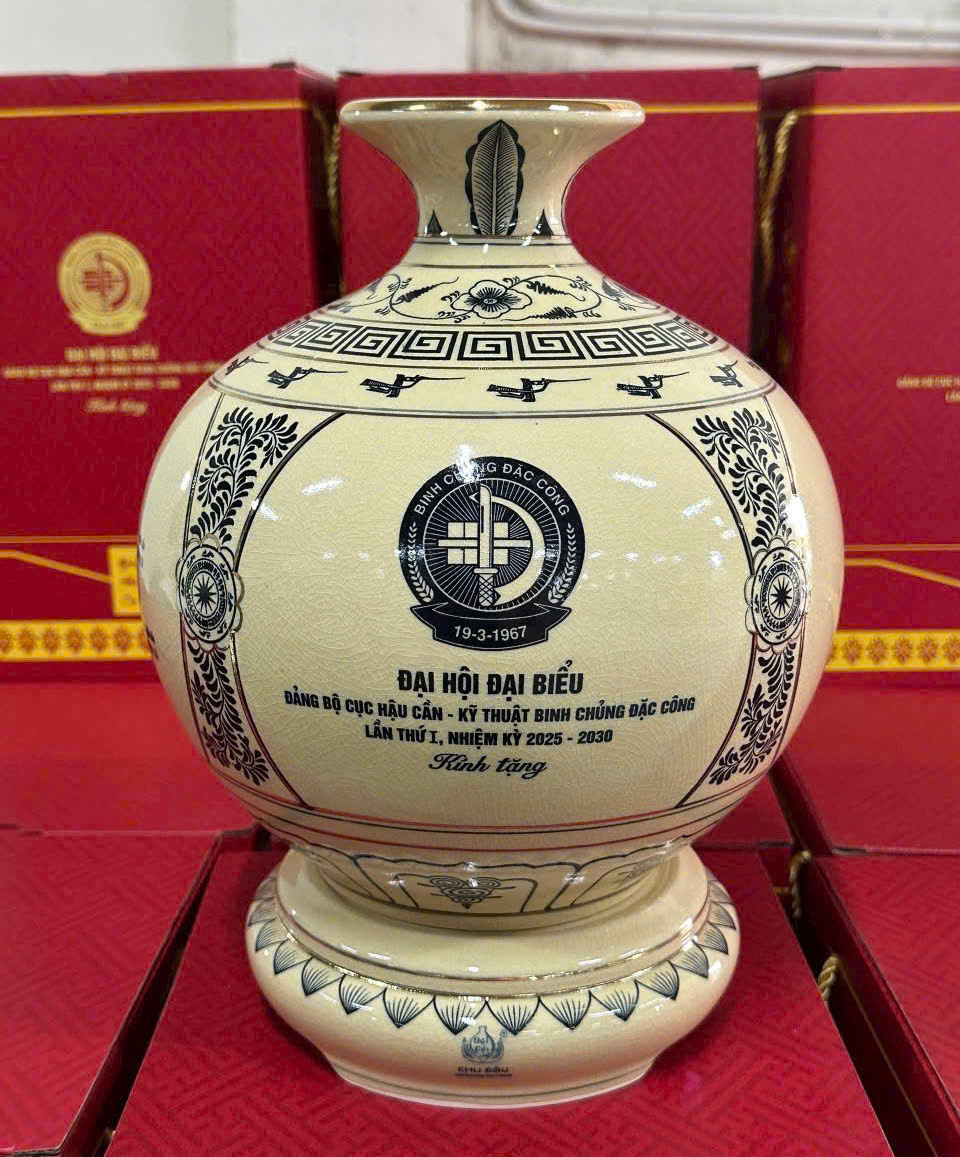 BINH CHỦNG ĐẶC CÔNG
19-3-1967
ĐẠI HỘI ĐẠI BIỂU
ĐẢNG BỘ CỤC HẬU CẦN - KỸ THUẬT BINH CHỦNG ĐẶC CÔNG
LẦN THỨ I, NHIỆM KỲ 2025 - 2030
Kính tặng
CHU ĐẬU
ĐẠI HỘI ĐẠI BIỂU
Kính tặng